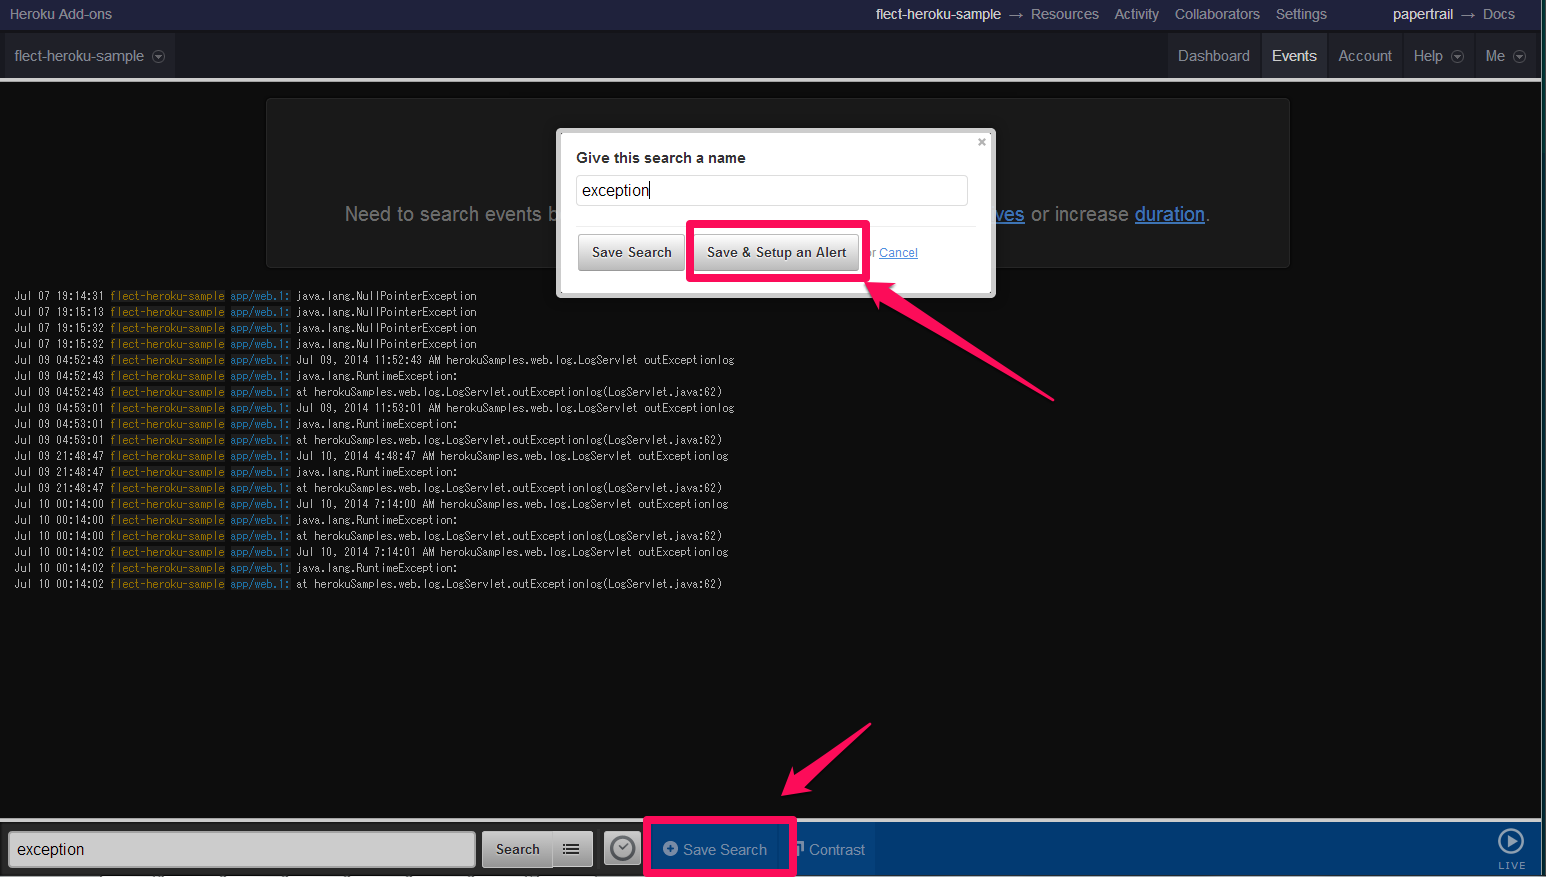 Heroku Add-ons
flect-heroku-sample → Resources Activity Collaborators Settings papertrail → Docs
flect-heroku-sample
Dashboard Events Account Help Me
Give this search a name
exception
Need to search events
ves or increase duration.
Save Search Save & Setup an Alert or Cancel
Jul 07 19:14:31 flect-heroku-sample app/web.1: java.lang.NullPointerException
Jul 07 19:15:13 flect-heroku-sample app/web.1: java.lang.NullPointerException
Jul 07 19:15:32 flect-heroku-sample app/web.1: java.lang.NullPointerException
Jul 07 19:15:32 flect-heroku-sample app/web.1: java.lang.NullPointerException
Jul 09 04:52:43 flect-heroku-sample app/web.1: Jul 09, 2014 11:52:43 AM herokuSamples.web.log.LogServlet outExceptionlog
Jul 09 04:52:43 flect-heroku-sample app/web.1: java.lang.RuntimeException:
Jul 09 04:52:43 flect-heroku-sample app/web.1: at herokuSamples.web.log.LogServlet.outExceptionlog(LogServlet.java:62)
Jul 09 04:53:01 flect-heroku-sample app/web.1: Jul 09, 2014 11:53:01 AM herokuSamples.web.log.LogServlet outExceptionlog
Jul 09 04:53:01 flect-heroku-sample app/web.1: java.lang.RuntimeException:
Jul 09 04:53:01 flect-heroku-sample app/web.1: at herokuSamples.web.log.LogServlet.outExceptionlog(LogServlet.java:62)
Jul 09 21:48:47 flect-heroku-sample app/web.1: Jul 10, 2014 4:48:47 AM herokuSamples.web.log.LogServlet outExceptionlog
Jul 09 21:48:47 flect-heroku-sample app/web.1: java.lang.RuntimeException:
Jul 09 21:48:47 flect-heroku-sample app/web.1: at herokuSamples.web.log.LogServlet.outExceptionlog(LogServlet.java:62)
Jul 10 00:14:00 flect-heroku-sample app/web.1: Jul 10, 2014 7:14:00 AM herokuSamples.web.log.LogServlet outExceptionlog
Jul 10 00:14:00 flect-heroku-sample app/web.1: java.lang.RuntimeException:
Jul 10 00:14:00 flect-heroku-sample app/web.1: at herokuSamples.web.log.LogServlet.outExceptionlog(LogServlet.java:62)
Jul 10 00:14:02 flect-heroku-sample app/web.1: Jul 10, 2014 7:14:01 AM herokuSamples.web.log.LogServlet outExceptionlog
Jul 10 00:14:02 flect-heroku-sample app/web.1: java.lang.RuntimeException:
Jul 10 00:14:02 flect-heroku-sample app/web.1: at herokuSamples.web.log.LogServlet.outExceptionlog(LogServlet.java:62)
exception Search Save Search Contrast
LIVE